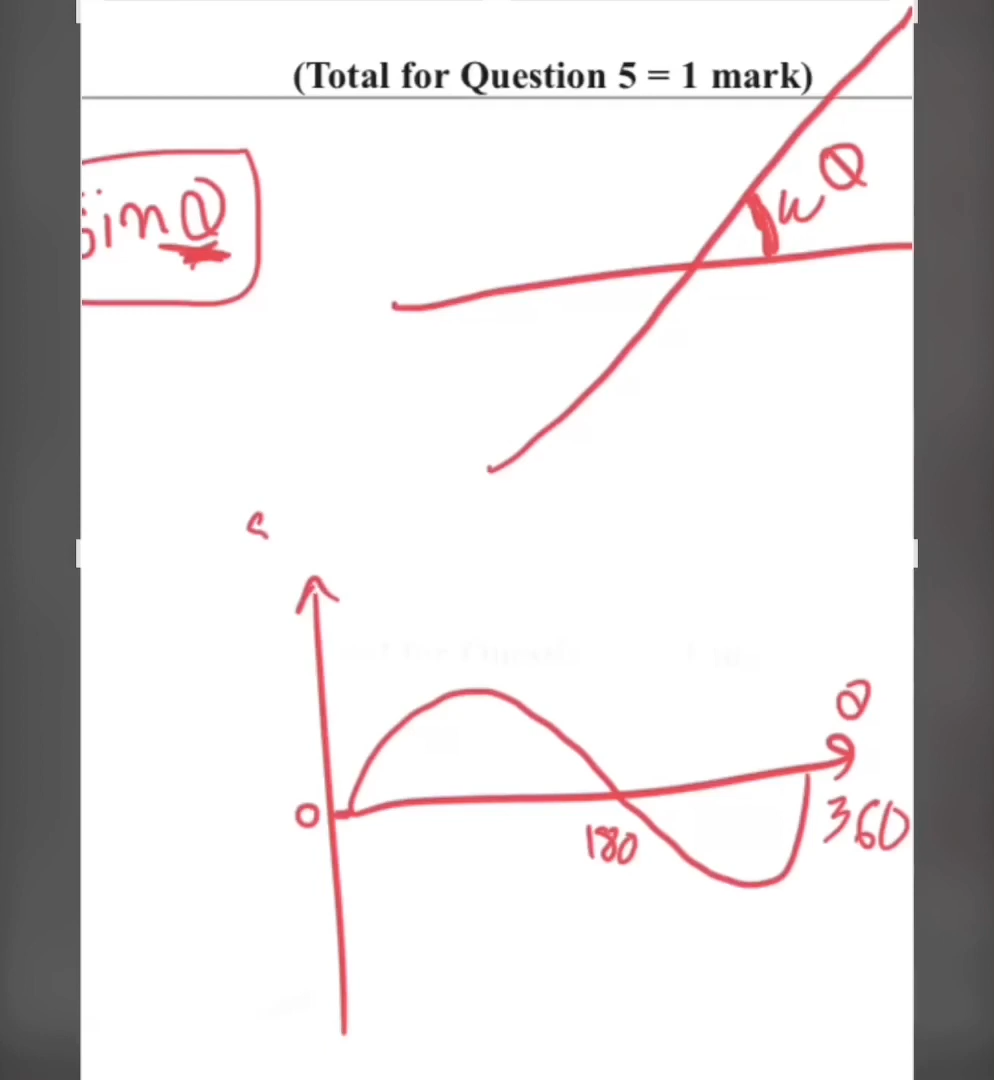 (Total for Question 5 = 1 mark)
θ
sinθ
θ
0
180
360